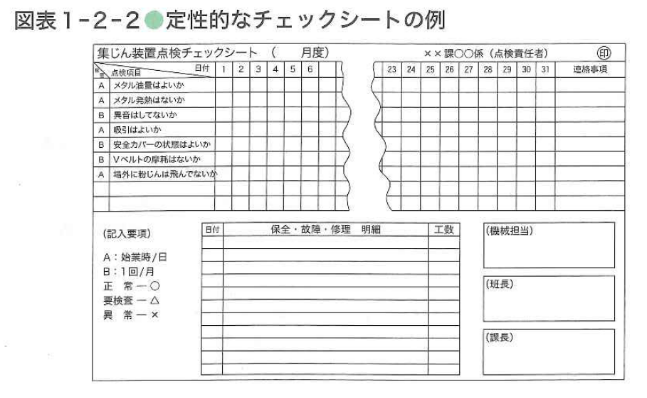 図表1-2-2●定性的なチェックシートの例
集じん装置点検チェックシート（　　月度）　　××課○○係（点検責任者）　　印
点検項目　日付　1　2　3　4　5　6　23　24　25　26　27　28　29　30　31　連絡事項
A　メタル油量はよいか
A　メタル発熱はないか
B　異音はしてないか
A　吸引はよいか
B　安全カバーの状態はよいか
B　Vベルトの摩耗はないか
A　場外に粉じんは飛んでないか
（記入要項）
A：始業時/日
B：1回/月
正　常－○
要検査－△
異　常－×
日付　保全・故障・修理　明細　工数
（機械担当）
（班長）
（課長）